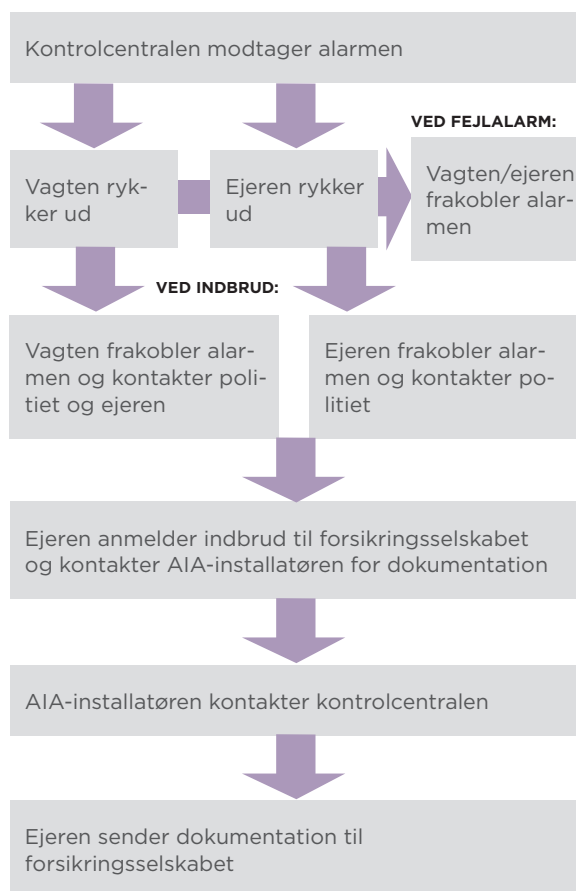 Kontrolcentralen modtager alarmen
VED FEJLALARM:
Vagten ryk-
ker ud
Ejeren rykker
ud
Vagten/ejeren
frakobler alar-
men
VED INDBRUD:
Vagten frakobler alar-
men og kontakter poli-
tiet og ejeren
Ejeren frakobler alar-
men og kontakter po-
litiet
Ejeren anmelder indbrud til forsikringsselskabet
og kontakter AIA-installatøren for dokumentation
AIA-installatøren kontakter kontrolcentralen
Ejeren sender dokumentation til
forsikringsselskabet